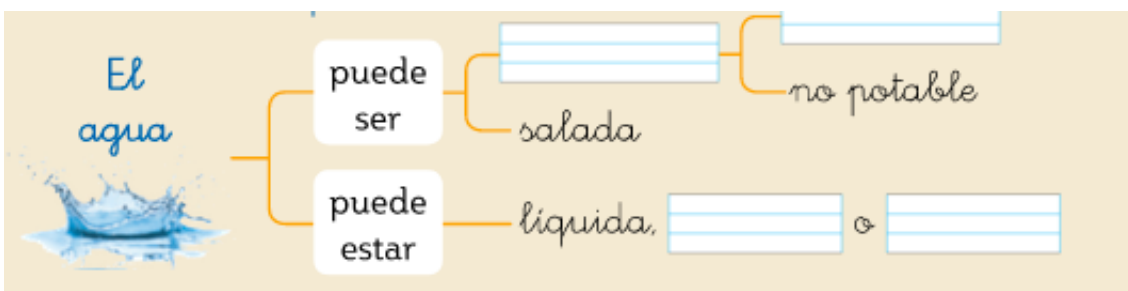 El
agua
puede
ser
salada
no potable
puede
estar
líquida, o